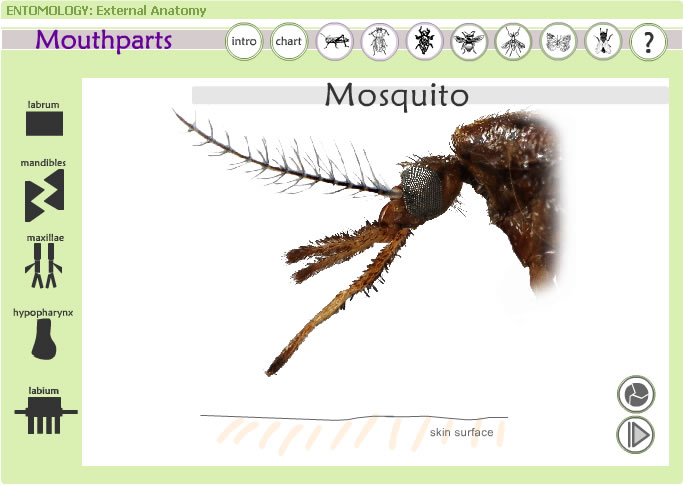 ENTOMOLOGY: External Anatomy
Mouthparts
intro
chart
?
Mosquito
labrum
mandibles
maxillae
hypopharynx
labium
skin surface